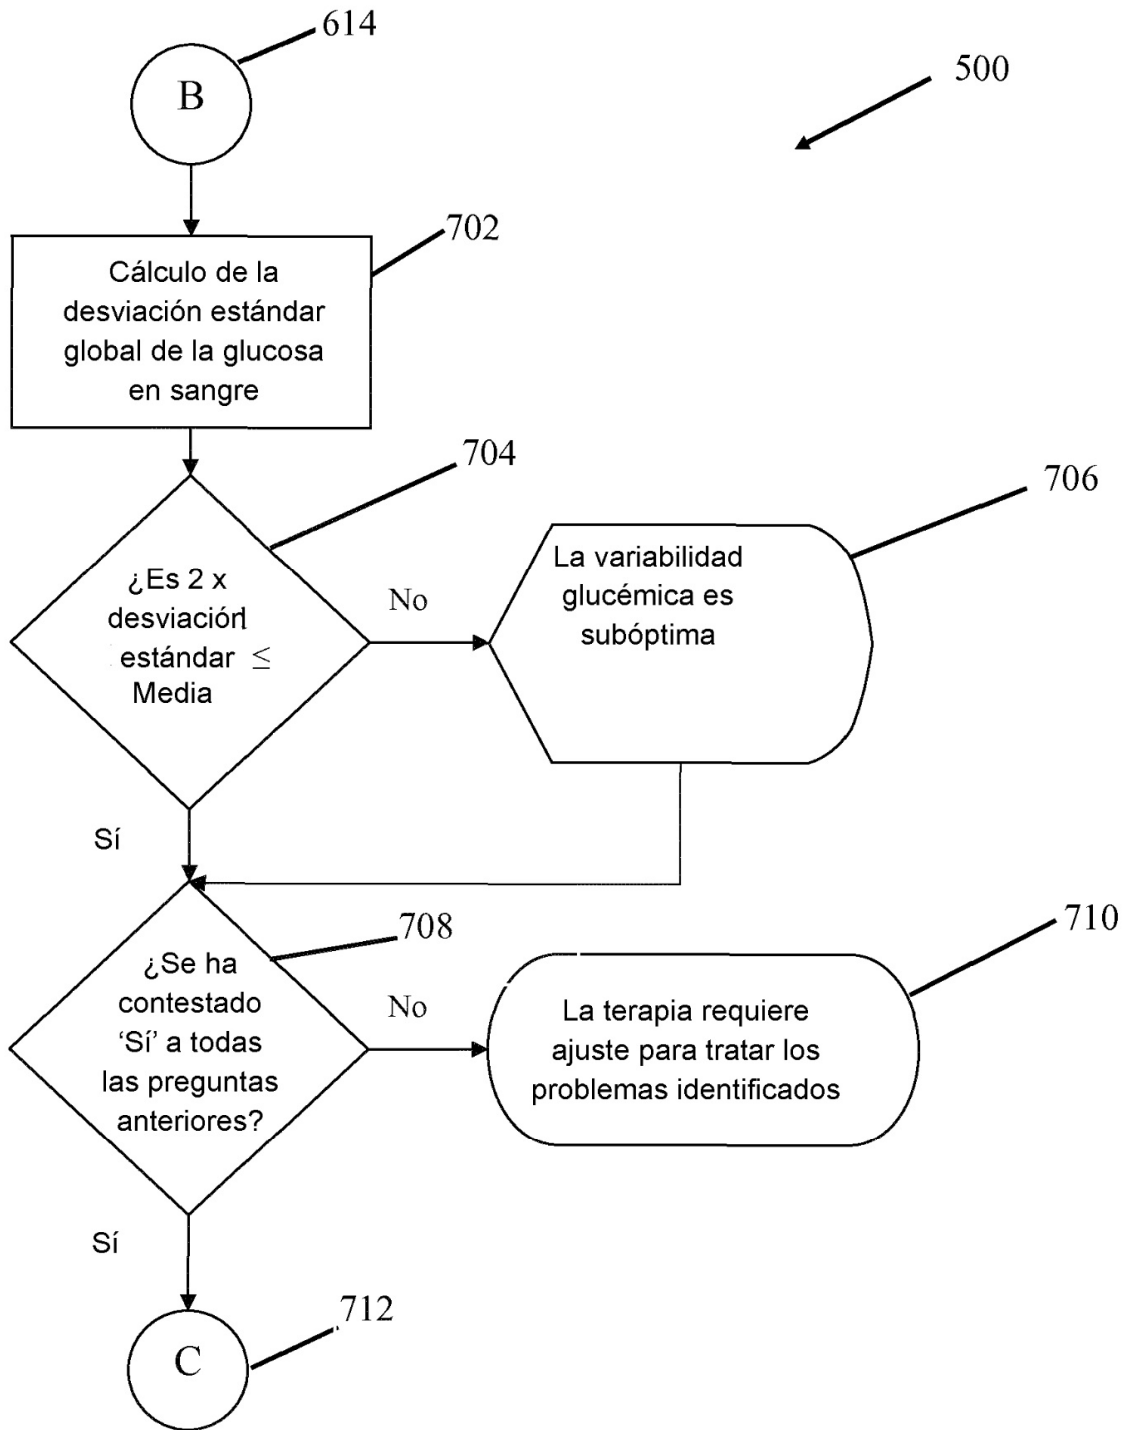 614
B
500
702
Cálculo de la
desviación estándar
global de la glucosa
en sangre
704
706
¿Es 2 x
desviación
estándar ≤
Media
No
La variabilidad
glucémica es
subóptima
Sí
708
710
¿Se ha
contestado
‘Sí’ a todas
las preguntas
anteriores?
No
La terapia requiere
ajuste para tratar los
problemas identificados
Sí
712
C